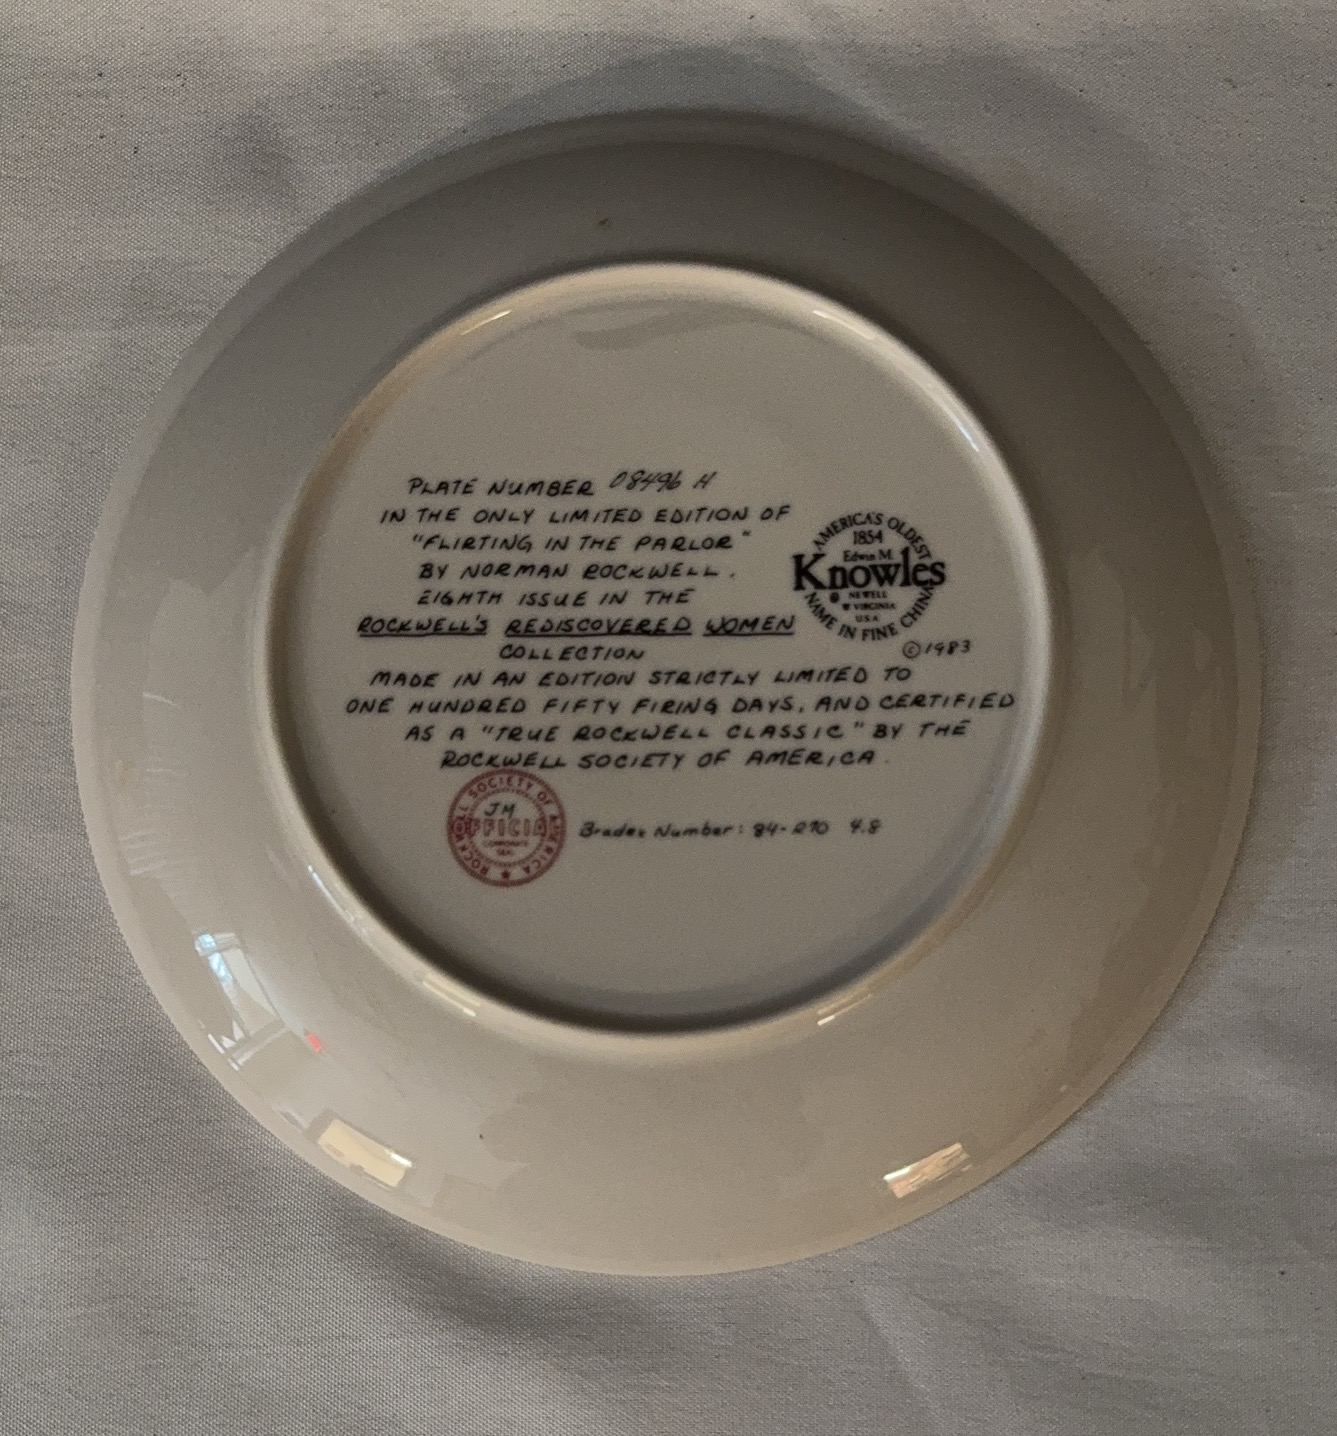 PLATE NUMBER 08496 H
IN THE ONLY LIMITED EDITION OF
"FLIRTING IN THE PARLOR"
BY NORMAN ROCKWELL.
EIGHTH ISSUE IN THE
ROCKWELL'S REDISCOVERED WOMEN
COLLECTION
MADE IN AN EDITION STRICTLY LIMITED TO
ONE HUNDRED FIFTY FIRING DAYS, AND CERTIFIED
AS A "TRUE ROCKWELL CLASSIC" BY THE
ROCKWELL SOCIETY OF AMERICA.
AMERICA'S OLDEST
1854
Edwin M.
Knowles
NEWELL
W VIRGINIA
U.S.A
NAME IN FINE CHINA
©1983
ROCKWELL SOCIETY OF AMERICA
JM
OFFICIAL
CORPORATE
SEAL
Bradex Number: 84-R70 4.8